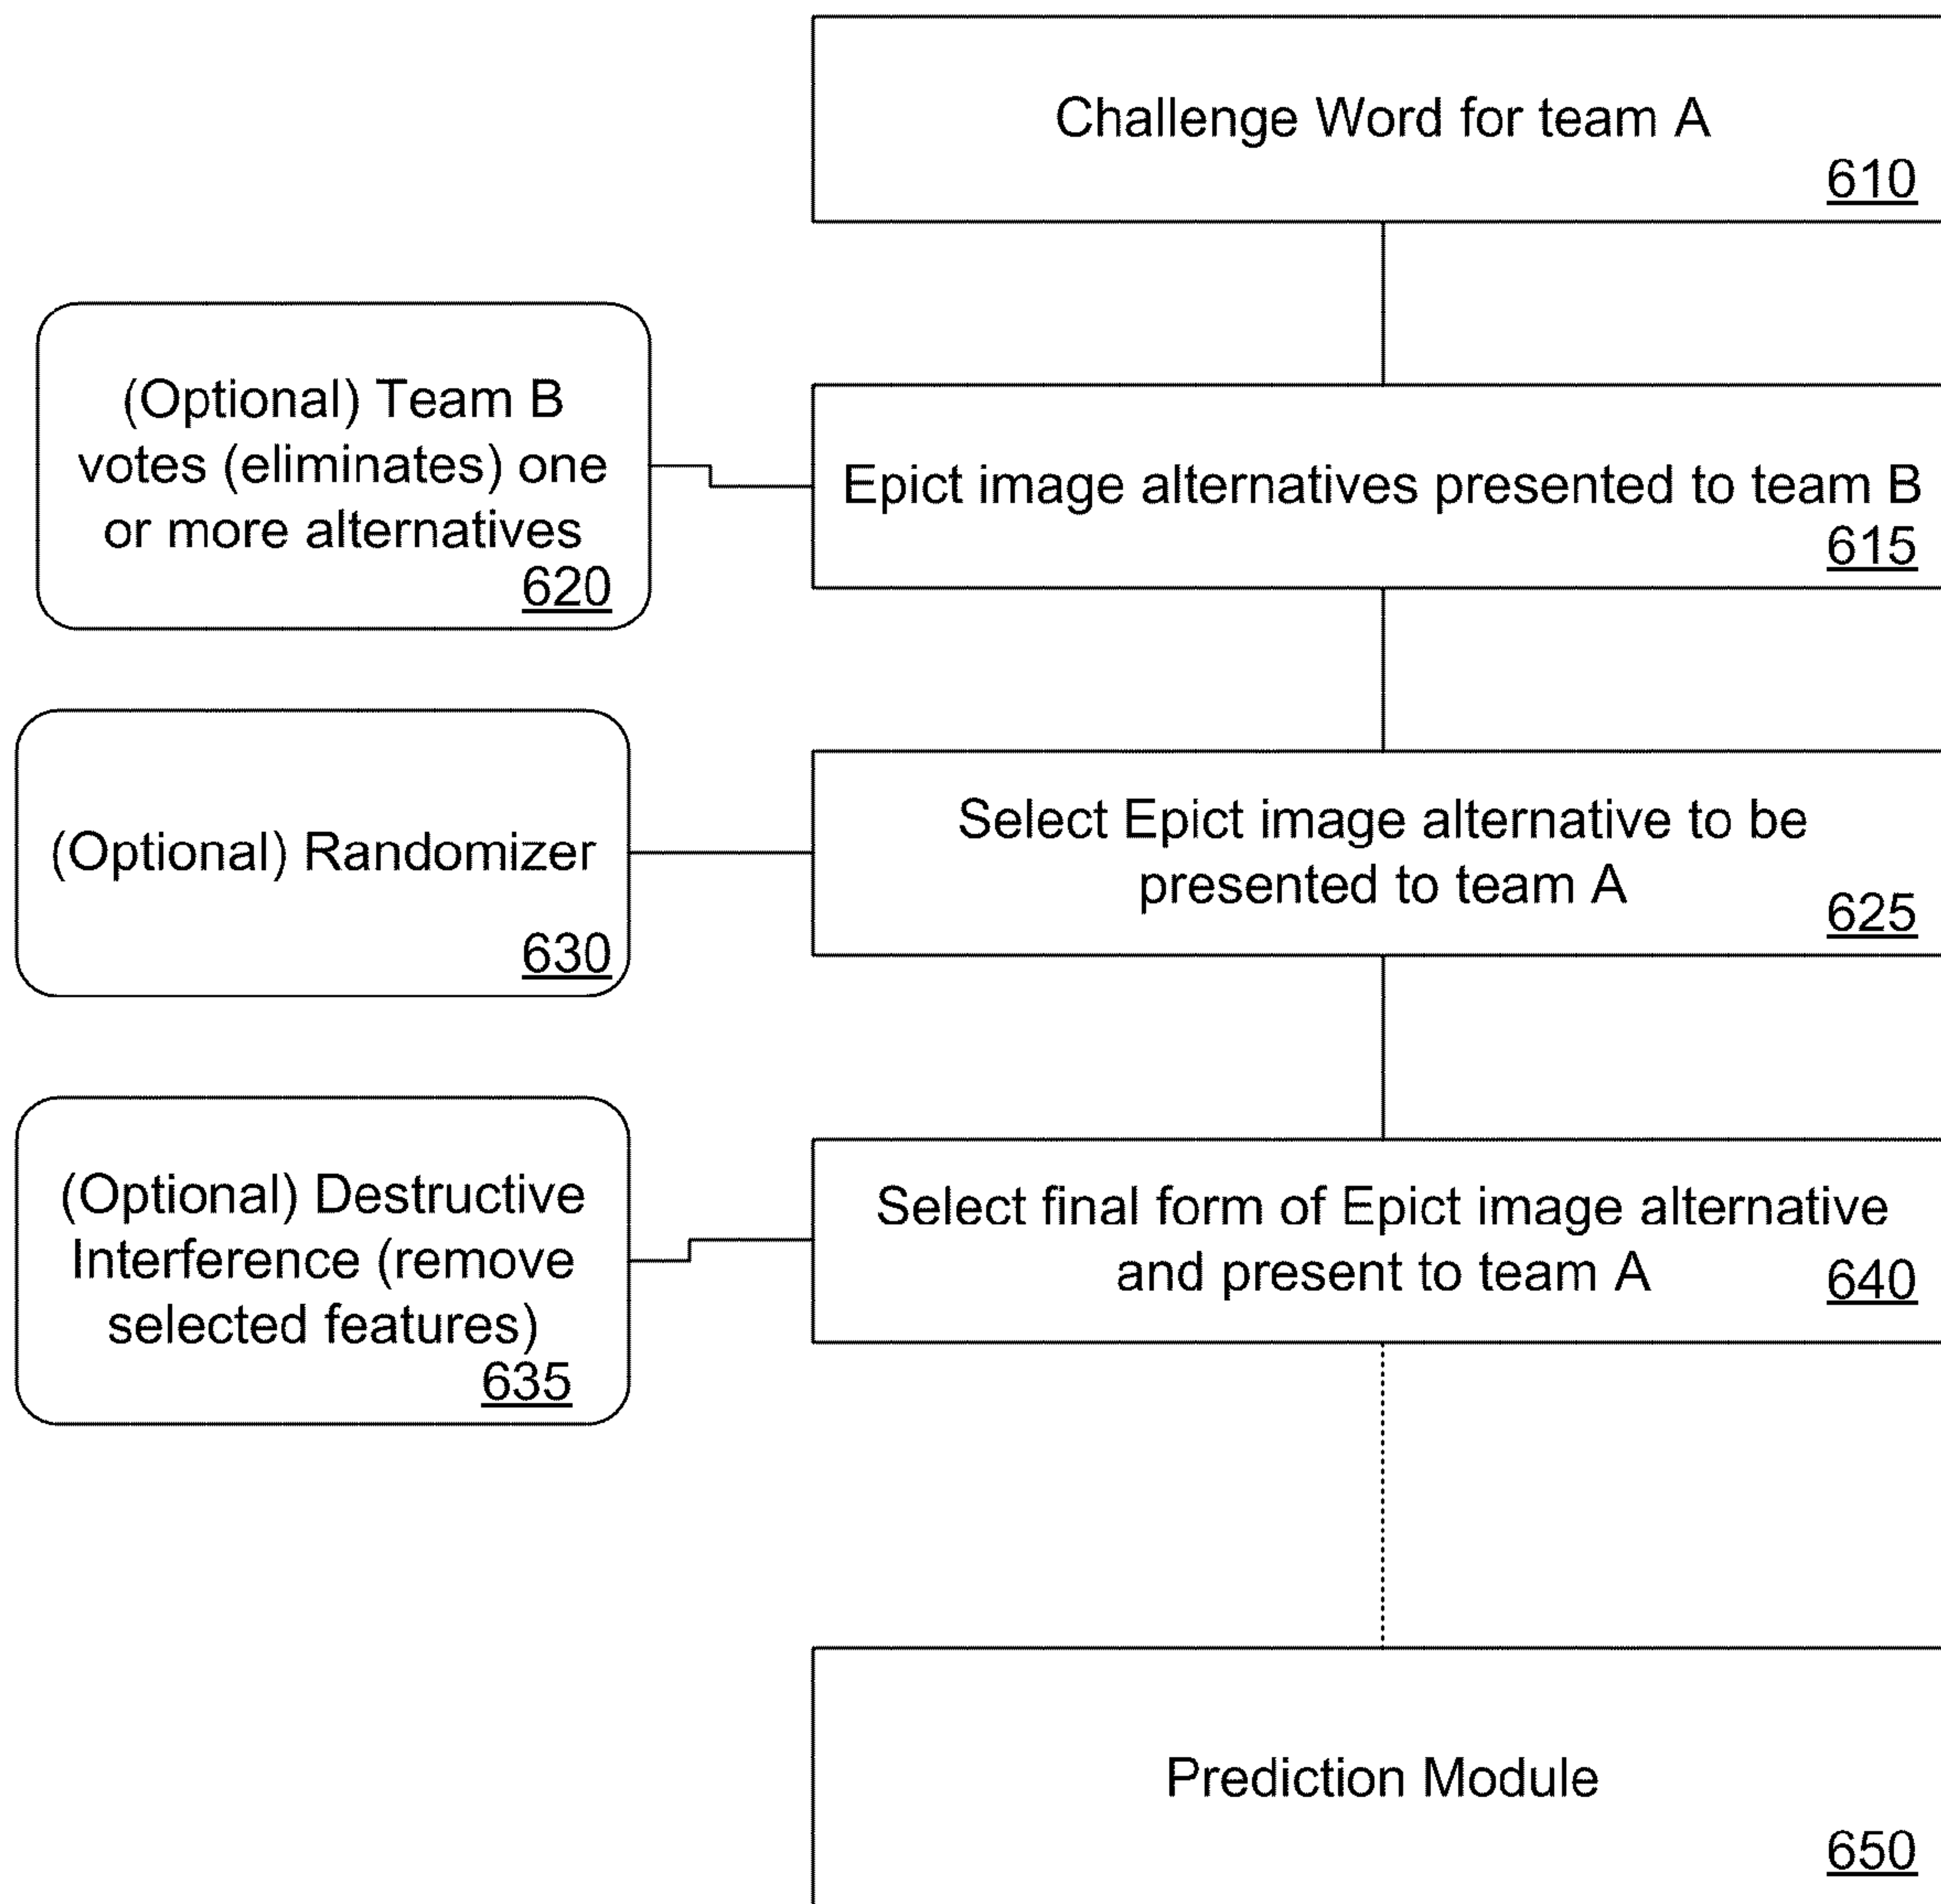 Challenge Word for team A
610
(Optional) Team B
votes (eliminates) one
or more alternatives
620
Epict image alternatives presented to team B
615
(Optional) Randomizer
630
Select Epict image alternative to be
presented to team A
625
(Optional) Destructive
Interference (remove
selected features)
635
Select final form of Epict image alternative
and present to team A
640
Prediction Module
650